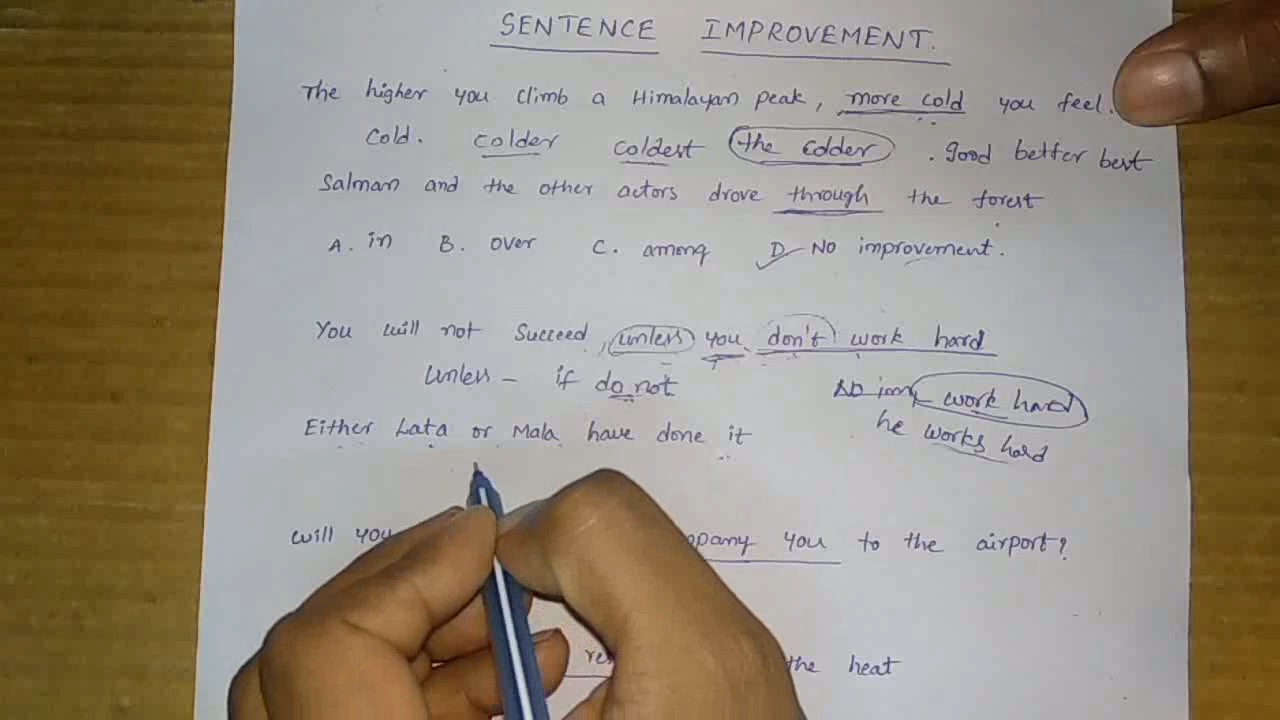 SENTENCE IMPROVEMENT.
The higher you climb a Himalayan peak, more cold you feel.
Cold. colder coldest the colder . Good better best
Salman and the other actors drove through the forest
A. in B. over C. among D No improvement.
You will not Succeed, unless you don't work hard
Unless – if do not work hard
he works hard
Either Lata or Mala have done it
will you you to the airport?
the heat